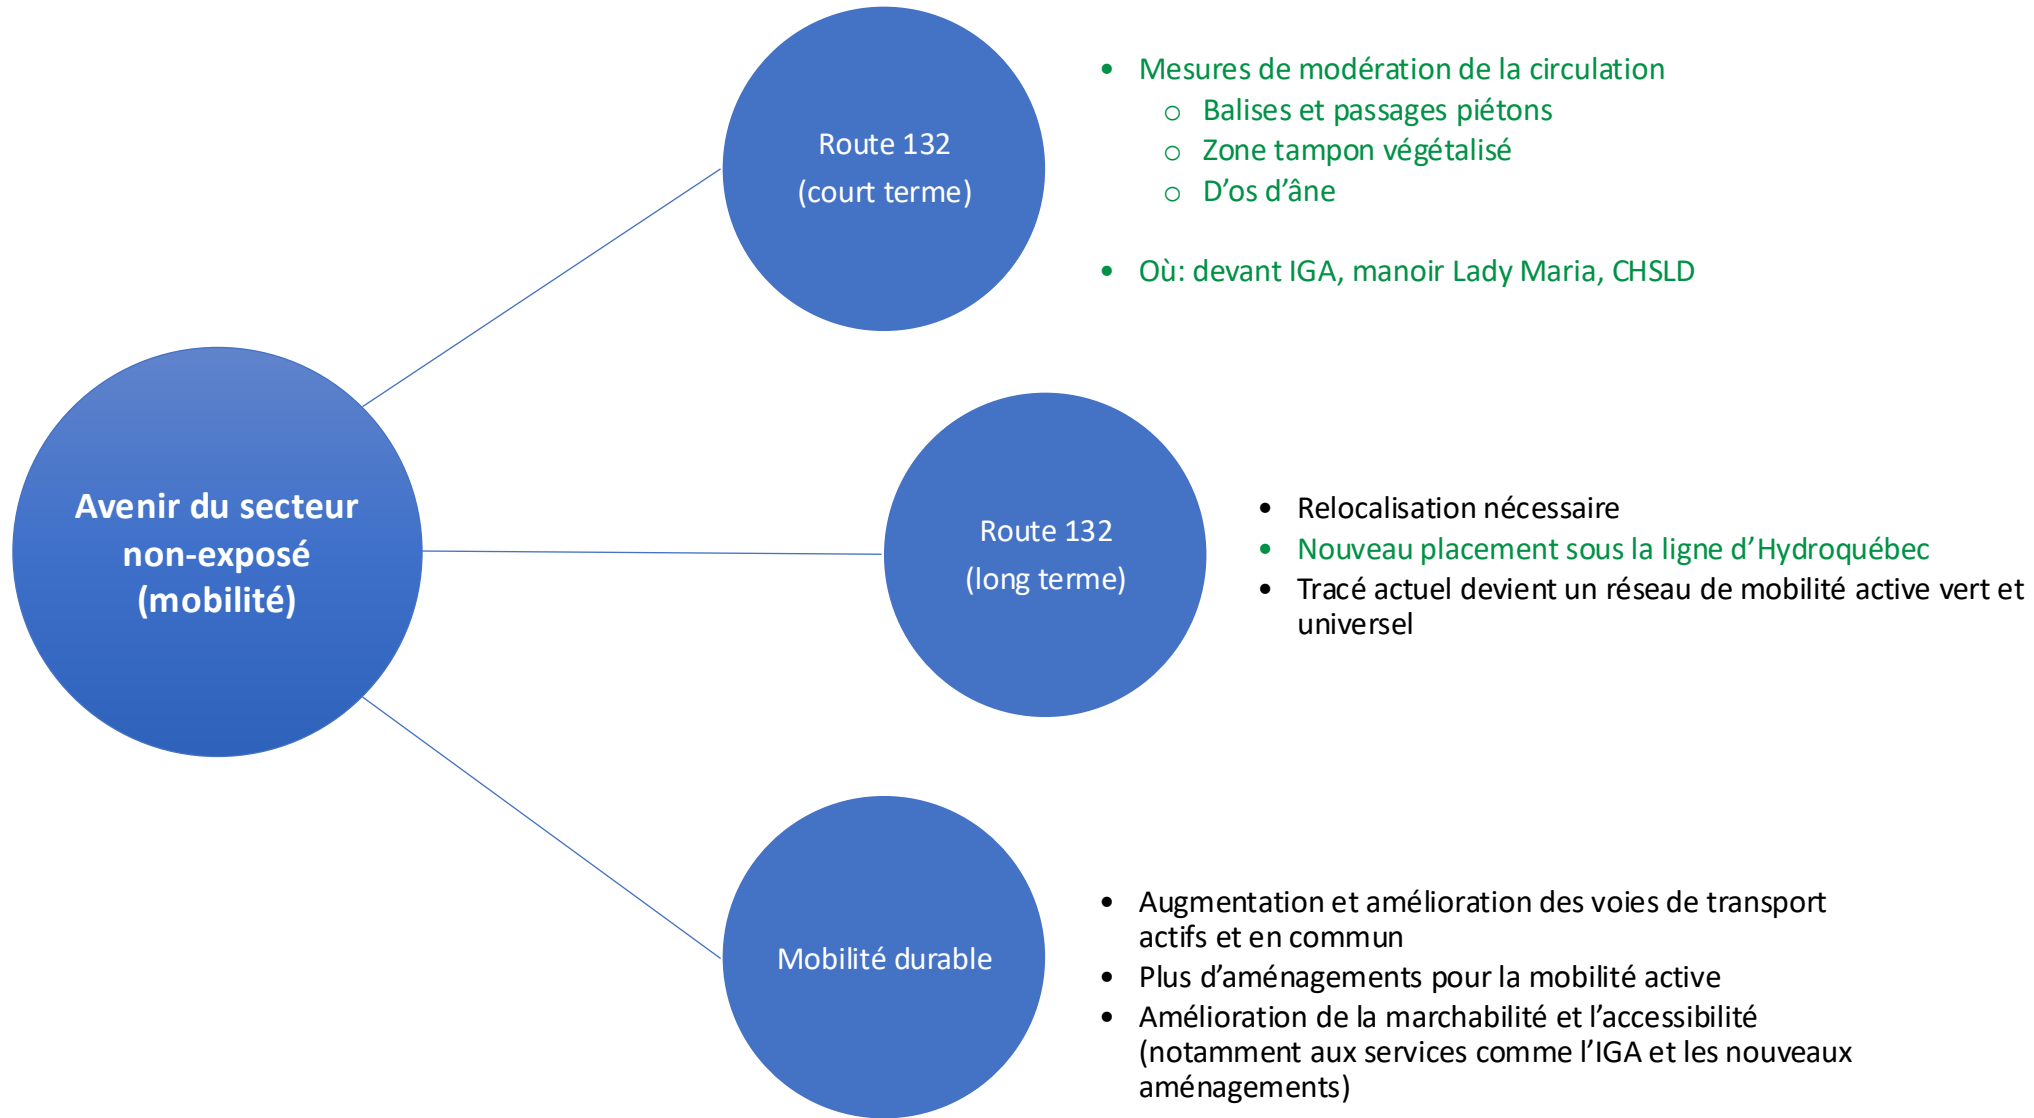 Avenir du secteur
non-exposé
(mobilité)
Route 132
(court terme)
• Mesures de modération de la circulation
o Balises et passages piétons
o Zone tampon végétalisé
o D’os d’âne
• Où: devant IGA, manoir Lady Maria, CHSLD
Route 132
(long terme)
• Relocalisation nécessaire
• Nouveau placement sous la ligne d’Hydroquébec
• Tracé actuel devient un réseau de mobilité active vert et
universel
Mobilité durable
• Augmentation et amélioration des voies de transport
actifs et en commun
• Plus d’aménagements pour la mobilité active
• Amélioration de la marchabilité et l’accessibilité
(notamment aux services comme l’IGA et les nouveaux
aménagements)